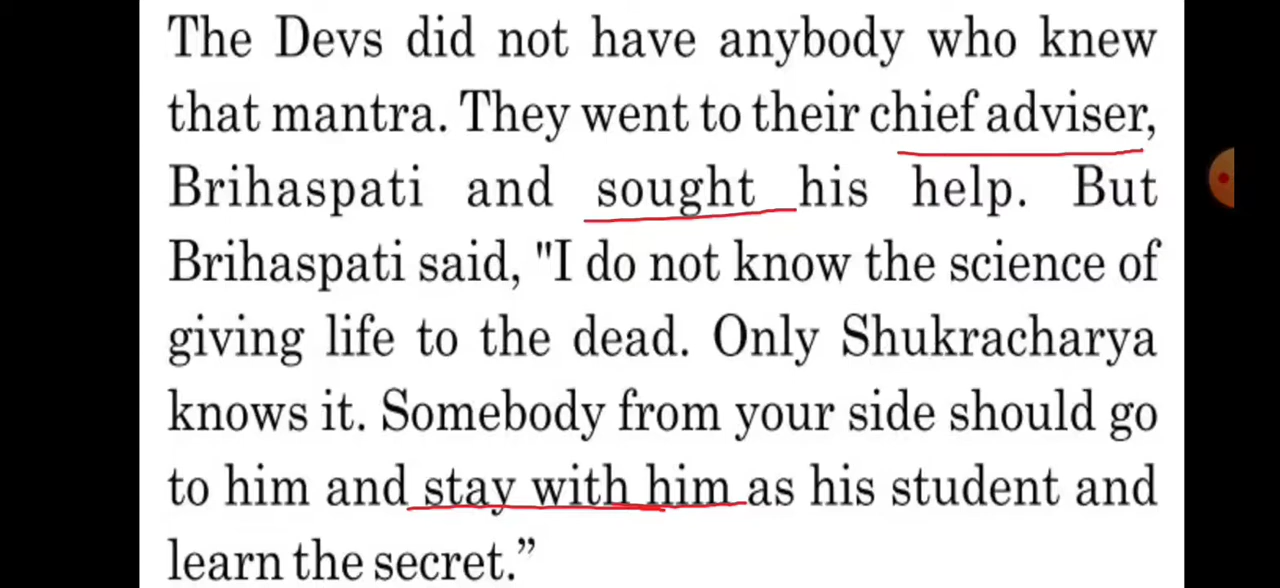 The Devs did not have anybody who knew
that mantra. They went to their chief adviser,
Brihaspati and sought his help. But
Brihaspati said, "I do not know the science of
giving life to the dead. Only Shukracharya
knows it. Somebody from your side should go
to him and stay with him as his student and
learn the secret.”